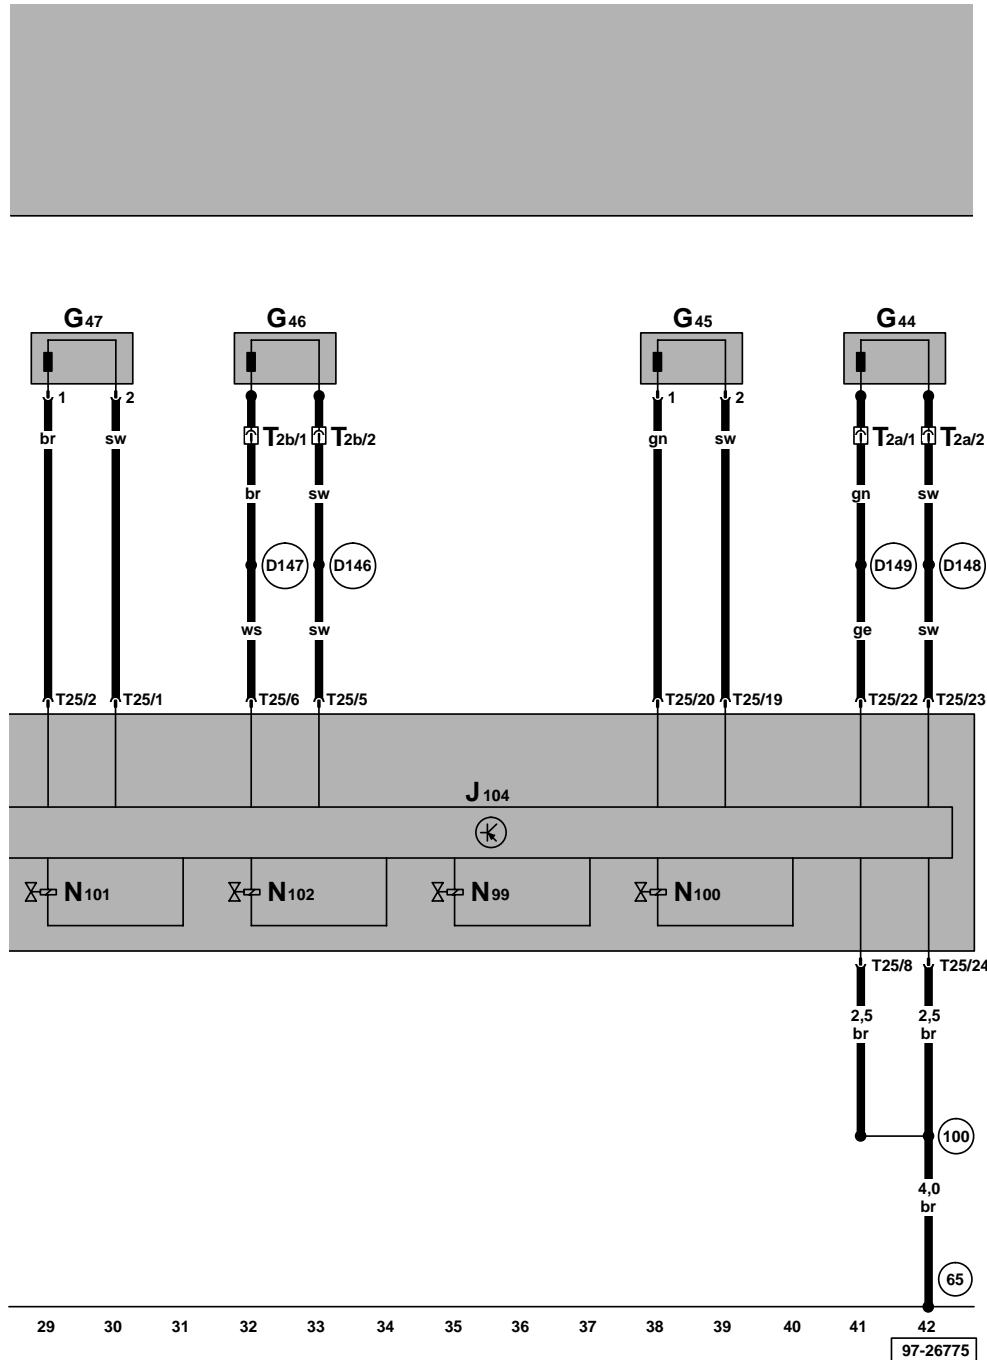 G47 G46 G45 G44
1 2 1 2
br sw T2b/1 T2b/2 gn sw T2a/1 T2a/2
br sw gn sw
D147 D146 D149 D148
ws sw ge sw
T25/2 T25/1 T25/6 T25/5 T25/20 T25/19 T25/22 T25/23
J104
N101 N102 N99 N100
T25/8 T25/24
2,5 2,5
br br
100
4,0
br
65
29 30 31 32 33 34 35 36 37 38 39 40 41 42
97-26775